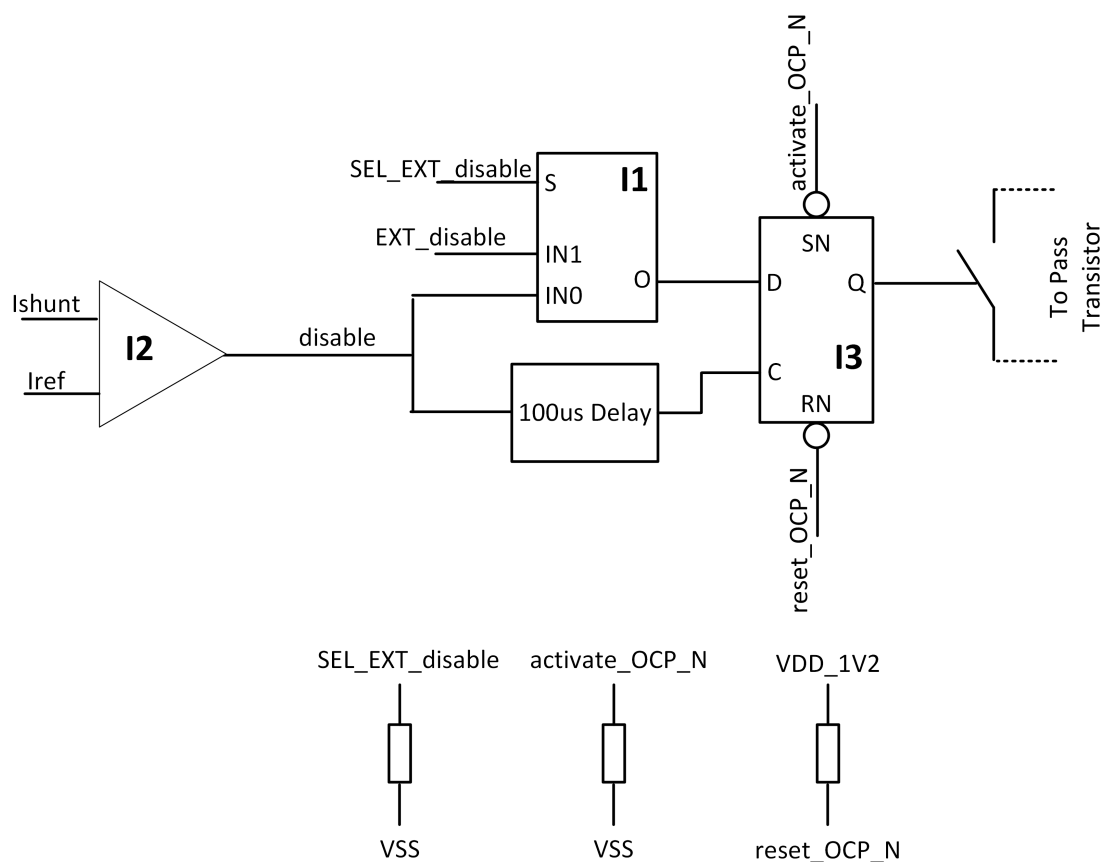 activate_OCP_N
SEL_EXT_disable
S
I1
EXT_disable
IN1
IN0
O
SN
D
Q
I3
C
RN
To Pass
Transistor
Ishunt
I2
Iref
disable
100us Delay
reset_OCP_N
SEL_EXT_disable
activate_OCP_N
VDD_1V2
VSS
VSS
reset_OCP_N